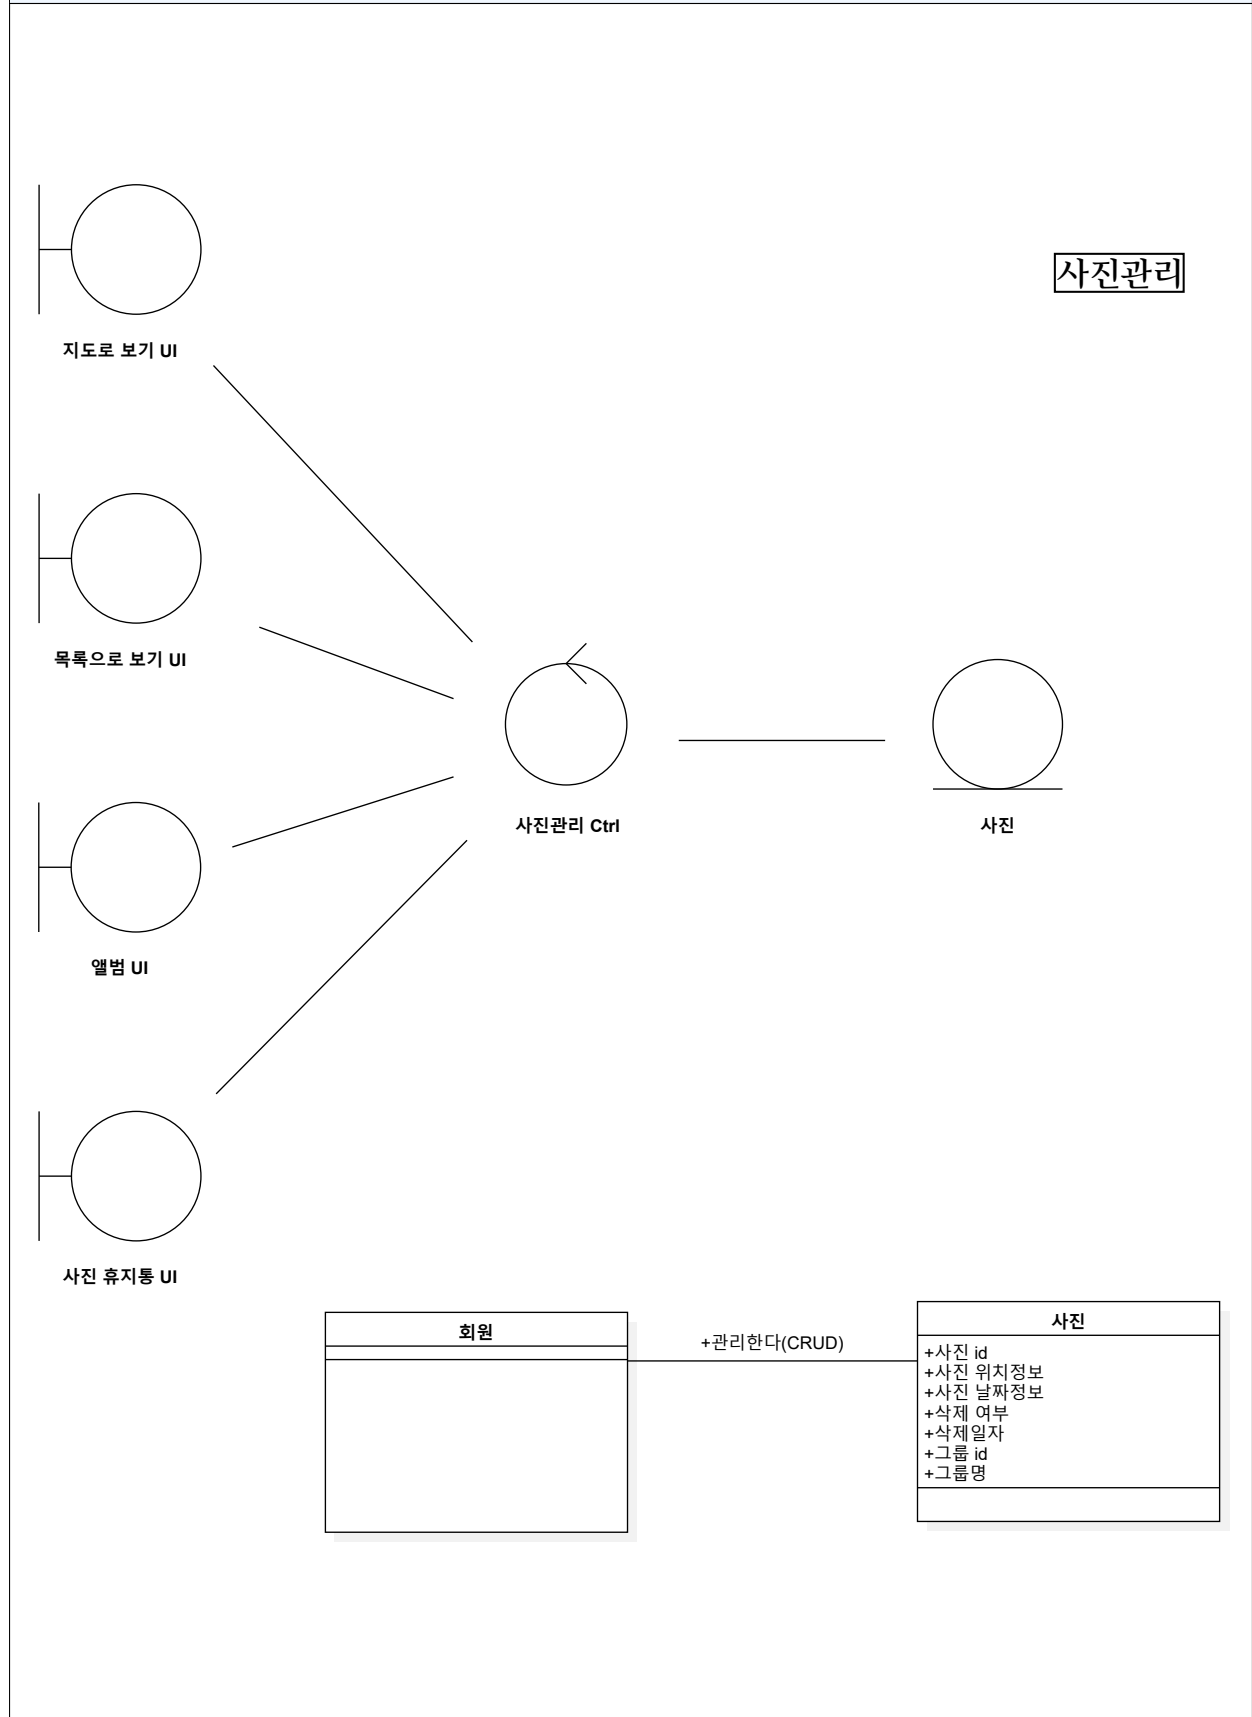 사진관리
지도로 보기 UI
목록으로 보기 UI
사진관리 Ctrl
사진
앨범 UI
사진 휴지통 UI
회원
+관리한다(CRUD)
사진
+사진 id
+사진 위치정보
+사진 날짜정보
+삭제 여부
+삭제일자
+그룹 id
+그룹명